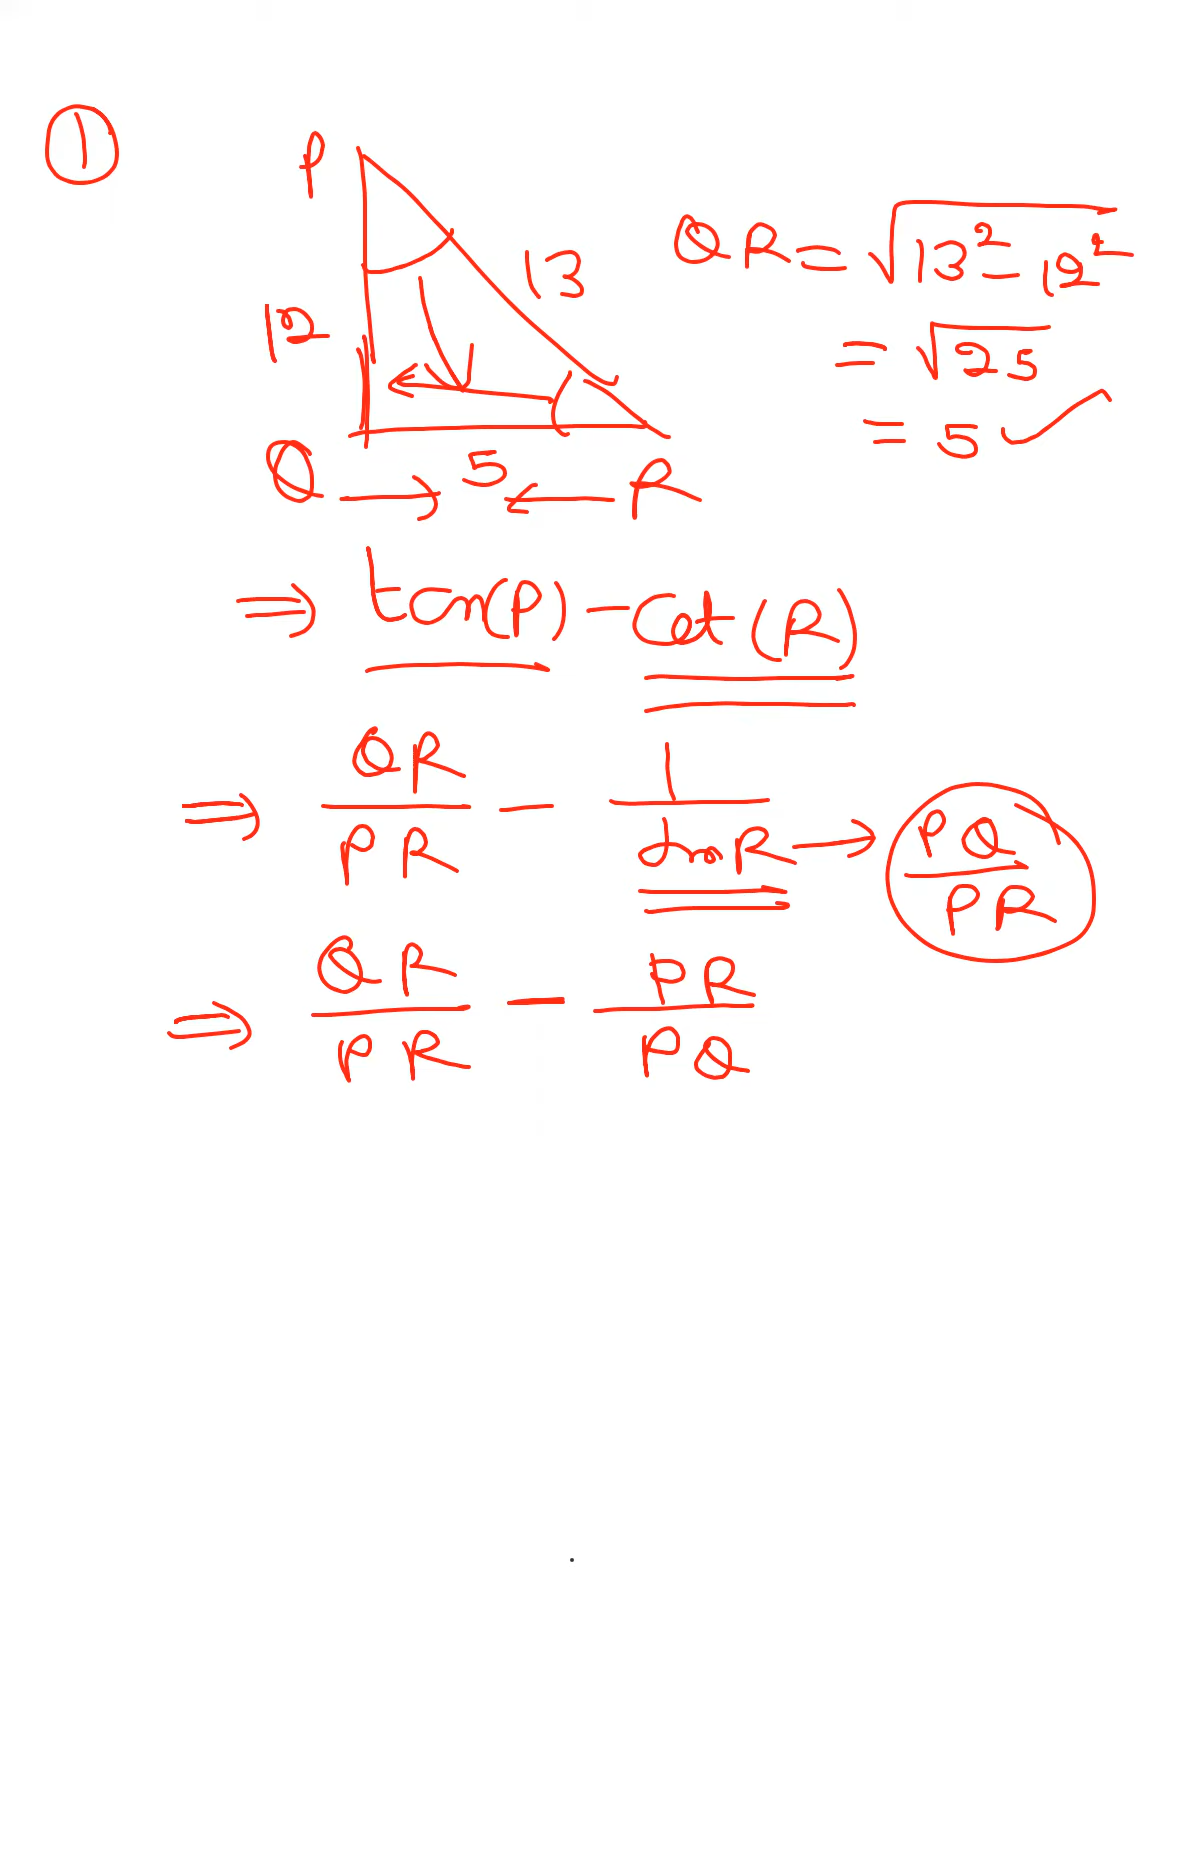 1
P
13
12
Q → 5 ← R
QR = √13² - 12²
= √25
= 5 ✓
⇒ tan(P) - Cot(R)
⇒ QR/PR - 1/tanR → PQ/PR
⇒ QR/PR - PR/PQ